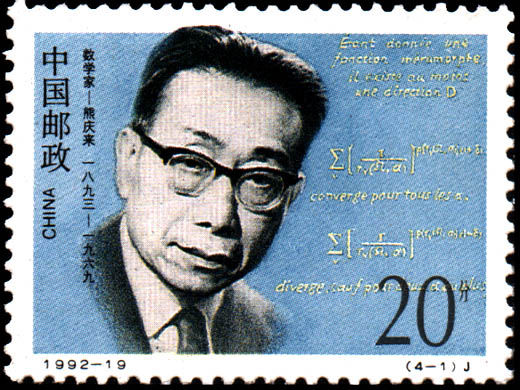 中国邮政
CHINA
数学家—熊庆来 一八九三—一九六九
Etant donnée une
fonction méromorphe
il existe au moins
une direction D
converge pour tous les α,
diverge, sauf pour
20分
1992-19
(4-1) J